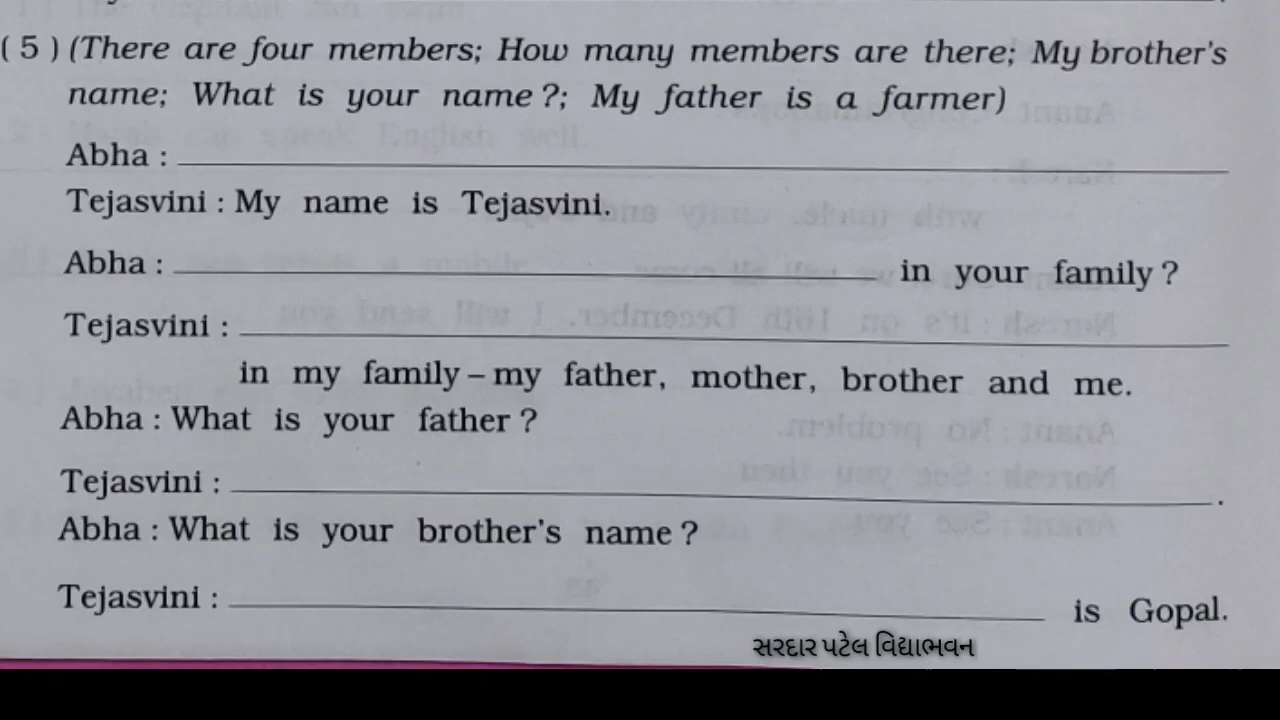 ( 5 ) (There are four members; How many members are there; My brother's
name; What is your name ?; My father is a farmer)
Abha :
Tejasvini : My name is Tejasvini.
Abha : in your family ?
Tejasvini :
in my family – my father, mother, brother and me.
Abha : What is your father ?
Tejasvini : .
Abha : What is your brother's name ?
Tejasvini : is Gopal.
સરદાર પટેલ વિદ્યાભવન